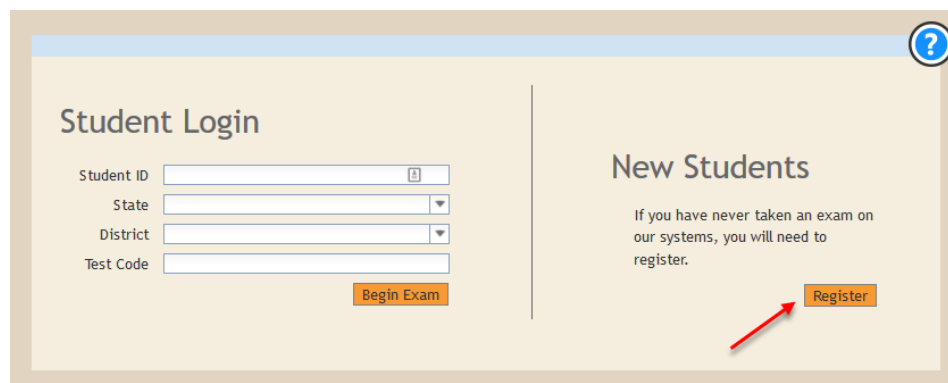 ?
Student Login
Student ID
State
District
Test Code
Begin Exam
New Students
If you have never taken an exam on
our systems, you will need to
register.
Register